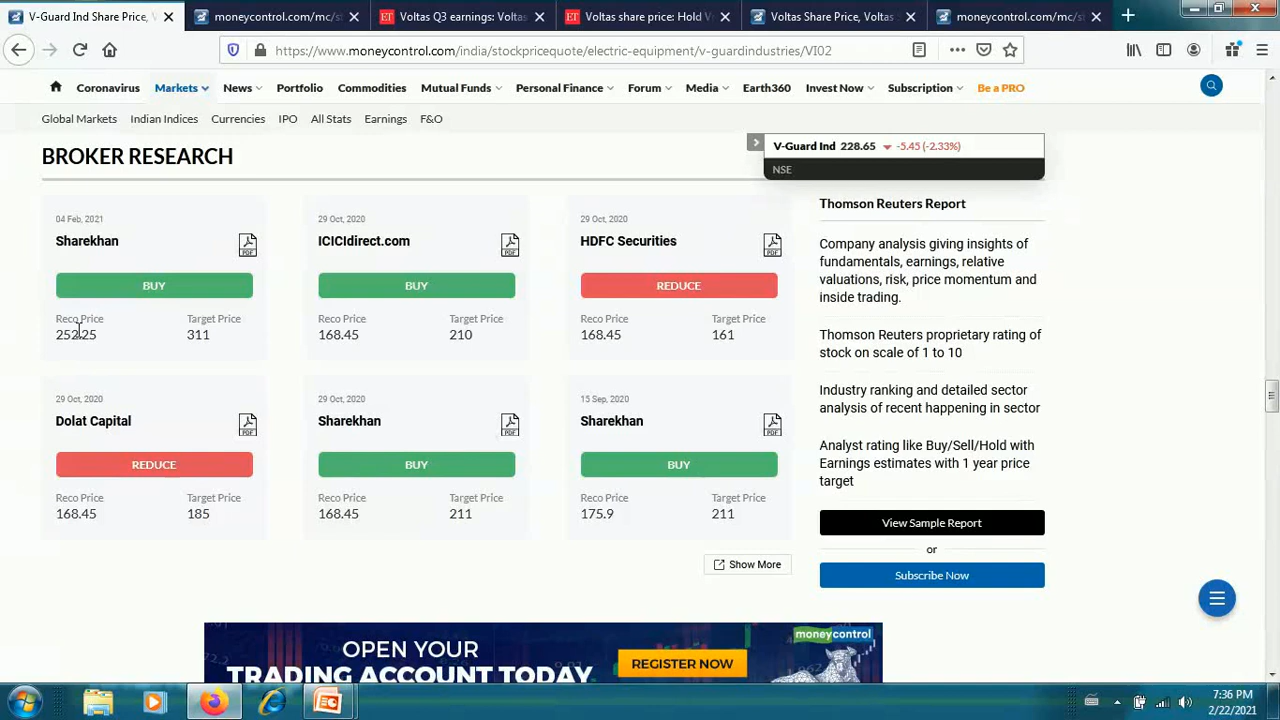 V-Guard Ind Share Price, V
moneycontrol.com/mc/st
Voltas Q3 earnings: Voltas
Voltas share price: Hold V
Voltas Share Price, Voltas
moneycontrol.com/mc/st
https://www.moneycontrol.com/india/stockpricequote/electric-equipment/v-guardindustries/VI02
Coronavirus Markets News Portfolio Commodities Mutual Funds Personal Finance Forum Media Earth360 Invest Now Subscription Be a PRO
Global Markets Indian Indices Currencies IPO All Stats Earnings F&O
BROKER RESEARCH
V-Guard Ind 228.65 -5.45 (-2.33%)
NSE
04 Feb, 2021
Sharekhan
PDF
BUY
Reco Price Target Price
252.25 311
29 Oct, 2020
ICICIdirect.com
PDF
BUY
Reco Price Target Price
168.45 210
29 Oct, 2020
HDFC Securities
PDF
REDUCE
Reco Price Target Price
168.45 161
29 Oct, 2020
Dolat Capital
PDF
REDUCE
Reco Price Target Price
168.45 185
29 Oct, 2020
Sharekhan
PDF
BUY
Reco Price Target Price
168.45 211
15 Sep, 2020
Sharekhan
PDF
BUY
Reco Price Target Price
175.9 211
Show More
Thomson Reuters Report
Company analysis giving insights of
fundamentals, earnings, relative
valuations, risk, price momentum and
inside trading.
Thomson Reuters proprietary rating of
stock on scale of 1 to 10
Industry ranking and detailed sector
analysis of recent happening in sector
Analyst rating like Buy/Sell/Hold with
Earnings estimates with 1 year price
target
View Sample Report
or
Subscribe Now
OPEN YOUR
TRADING ACCOUNT TODAY
REGISTER NOW
moneycontrol
7:36 PM
2/22/2021